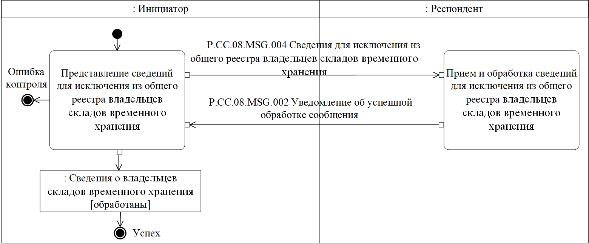 : Инициатор
: Респондент
P.CC.08.MSG.004 Сведения для исключения из
общего реестра владельцев складов временного
хранения
Ошибка
контроля
Представление сведений
для исключения из общего
реестра владельцев
складов временного
хранения
Прием и обработка сведений
для исключения из общего
реестра владельцев
складов временного
хранения
P.CC.08.MSG.002 Уведомление об успешной
обработке сообщения
: Сведения о владельцев
складов временного хранения
[обработаны]
Успех